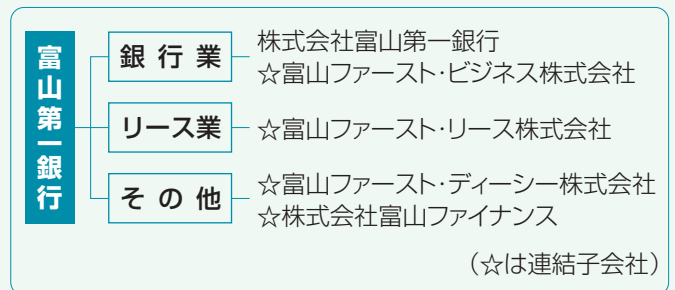 富山第一銀行
銀行業
株式会社富山第一銀行
☆富山ファースト・ビジネス株式会社
リース業
☆富山ファースト・リース株式会社
その他
☆富山ファースト・ディーシー株式会社
☆株式会社富山ファイナンス
（☆は連結子会社）